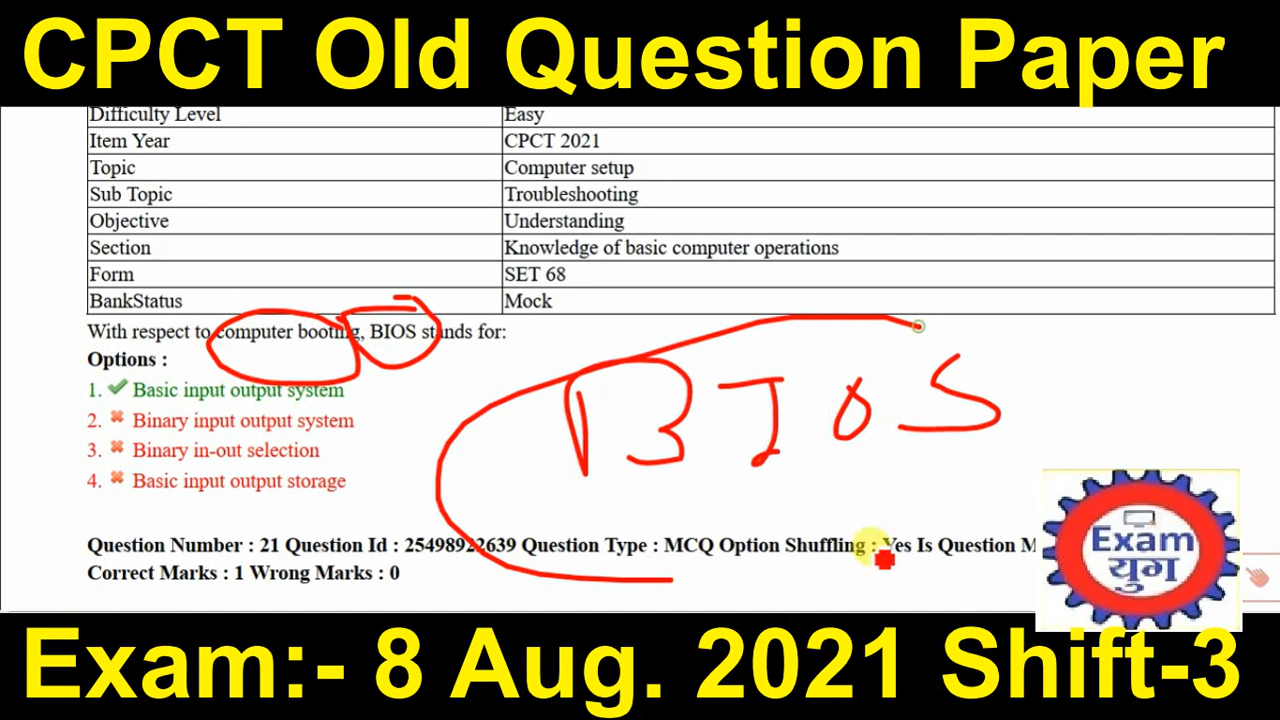 CPCT Old Question Paper
Difficulty Level Easy
Item Year CPCT 2021
Topic Computer setup
Sub Topic Troubleshooting
Objective Understanding
Section Knowledge of basic computer operations
Form SET 68
BankStatus Mock
With respect to computer booting, BIOS stands for:
Options :
1. Basic input output system
2. Binary input output system
3. Binary in-out selection
4. Basic input output storage
BIOS
Question Number : 21 Question Id : 25498922639 Question Type : MCQ Option Shuffling : Yes Is Question M
Correct Marks : 1 Wrong Marks : 0
Exam
युग
Exam:- 8 Aug. 2021 Shift-3